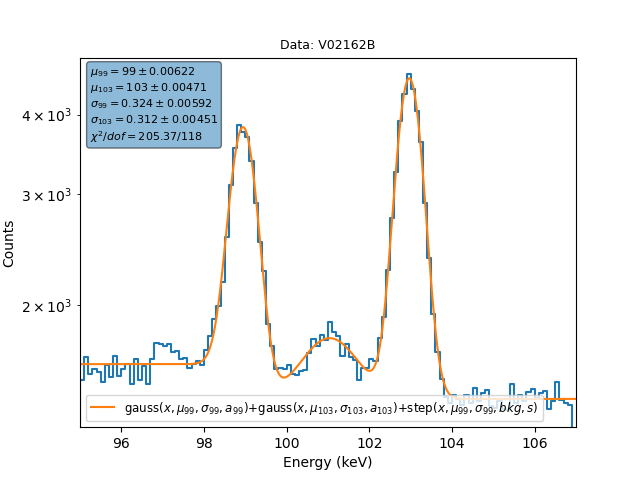 Data: V02162B
μ99 = 99 ± 0.00622
μ103 = 103 ± 0.00471
σ99 = 0.324 ± 0.00592
σ103 = 0.312 ± 0.00451
χ²/dof = 205.37/118
4 × 10³
3 × 10³
2 × 10³
Counts
gauss(x, μ99, σ99, a99)+gauss(x, μ103, σ103, a103)+step(x, μ99, σ99, bkg, s)
96 98 100 102 104 106
Energy (keV)